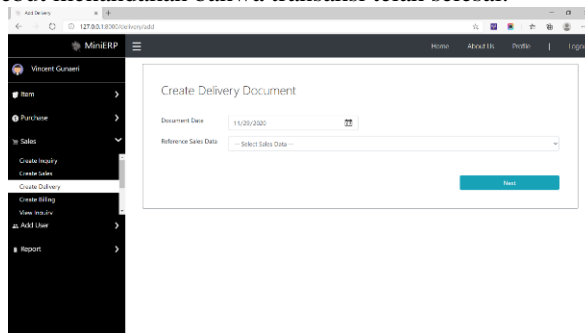 Add Delivery
127.0.0.1:8000/delivery/add
MiniERP
Home About Us Profile | Logo
Vincent Gunaeri
Item
Purchase
Sales
Create Inquiry
Create Sales
Create Delivery
Create Billing
View Inquiry
Add User
Report
Create Delivery Document
Document Date
11/29/2020
Reference Sales Data
-- Select Sales Data --
Next